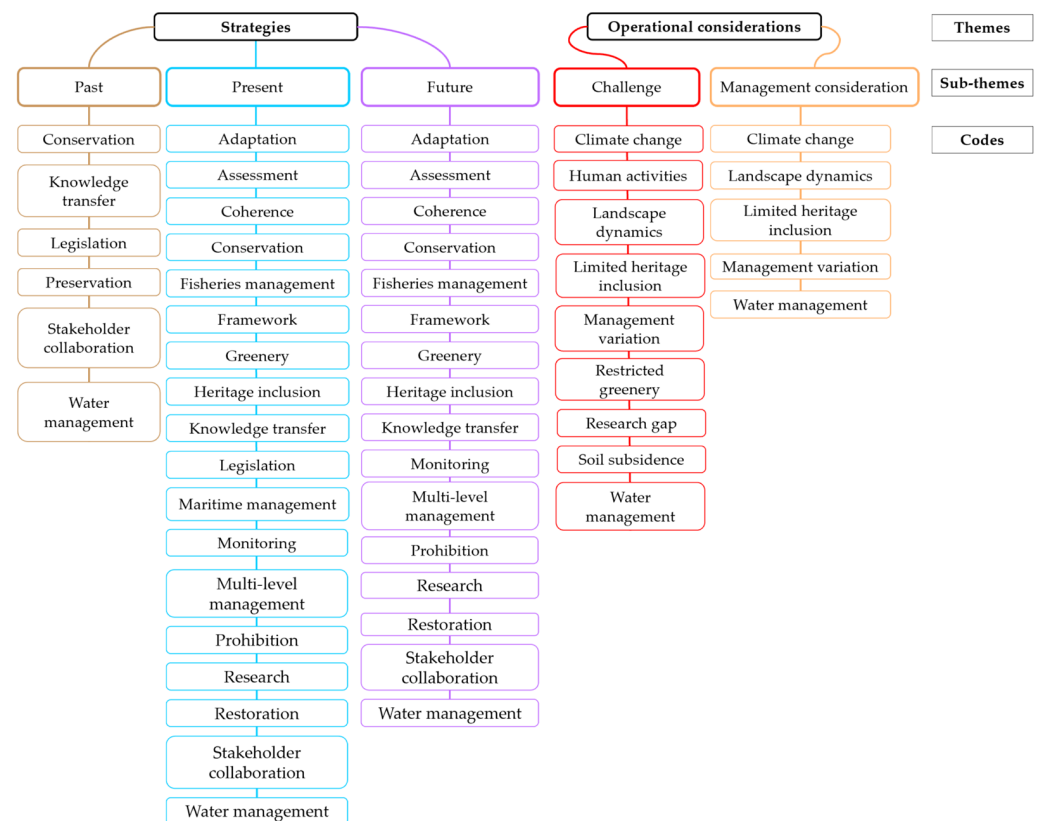 Strategies
Operational considerations
Themes
Past
Present
Future
Challenge
Management consideration
Sub-themes
Codes
Conservation
Knowledge
transfer
Legislation
Preservation
Stakeholder
collaboration
Water
management
Adaptation
Assessment
Coherence
Conservation
Fisheries management
Framework
Greenery
Heritage inclusion
Knowledge transfer
Legislation
Maritime management
Monitoring
Multi-level
management
Prohibition
Research
Restoration
Stakeholder
collaboration
Water management
Adaptation
Assessment
Coherence
Conservation
Fisheries management
Framework
Greenery
Heritage inclusion
Knowledge transfer
Monitoring
Multi-level
management
Prohibition
Research
Restoration
Stakeholder
collaboration
Water management
Climate change
Human activities
Landscape
dynamics
Limited heritage
inclusion
Management
variation
Restricted
greenery
Research gap
Soil subsidence
Water
management
Climate change
Landscape dynamics
Limited heritage
inclusion
Management variation
Water management